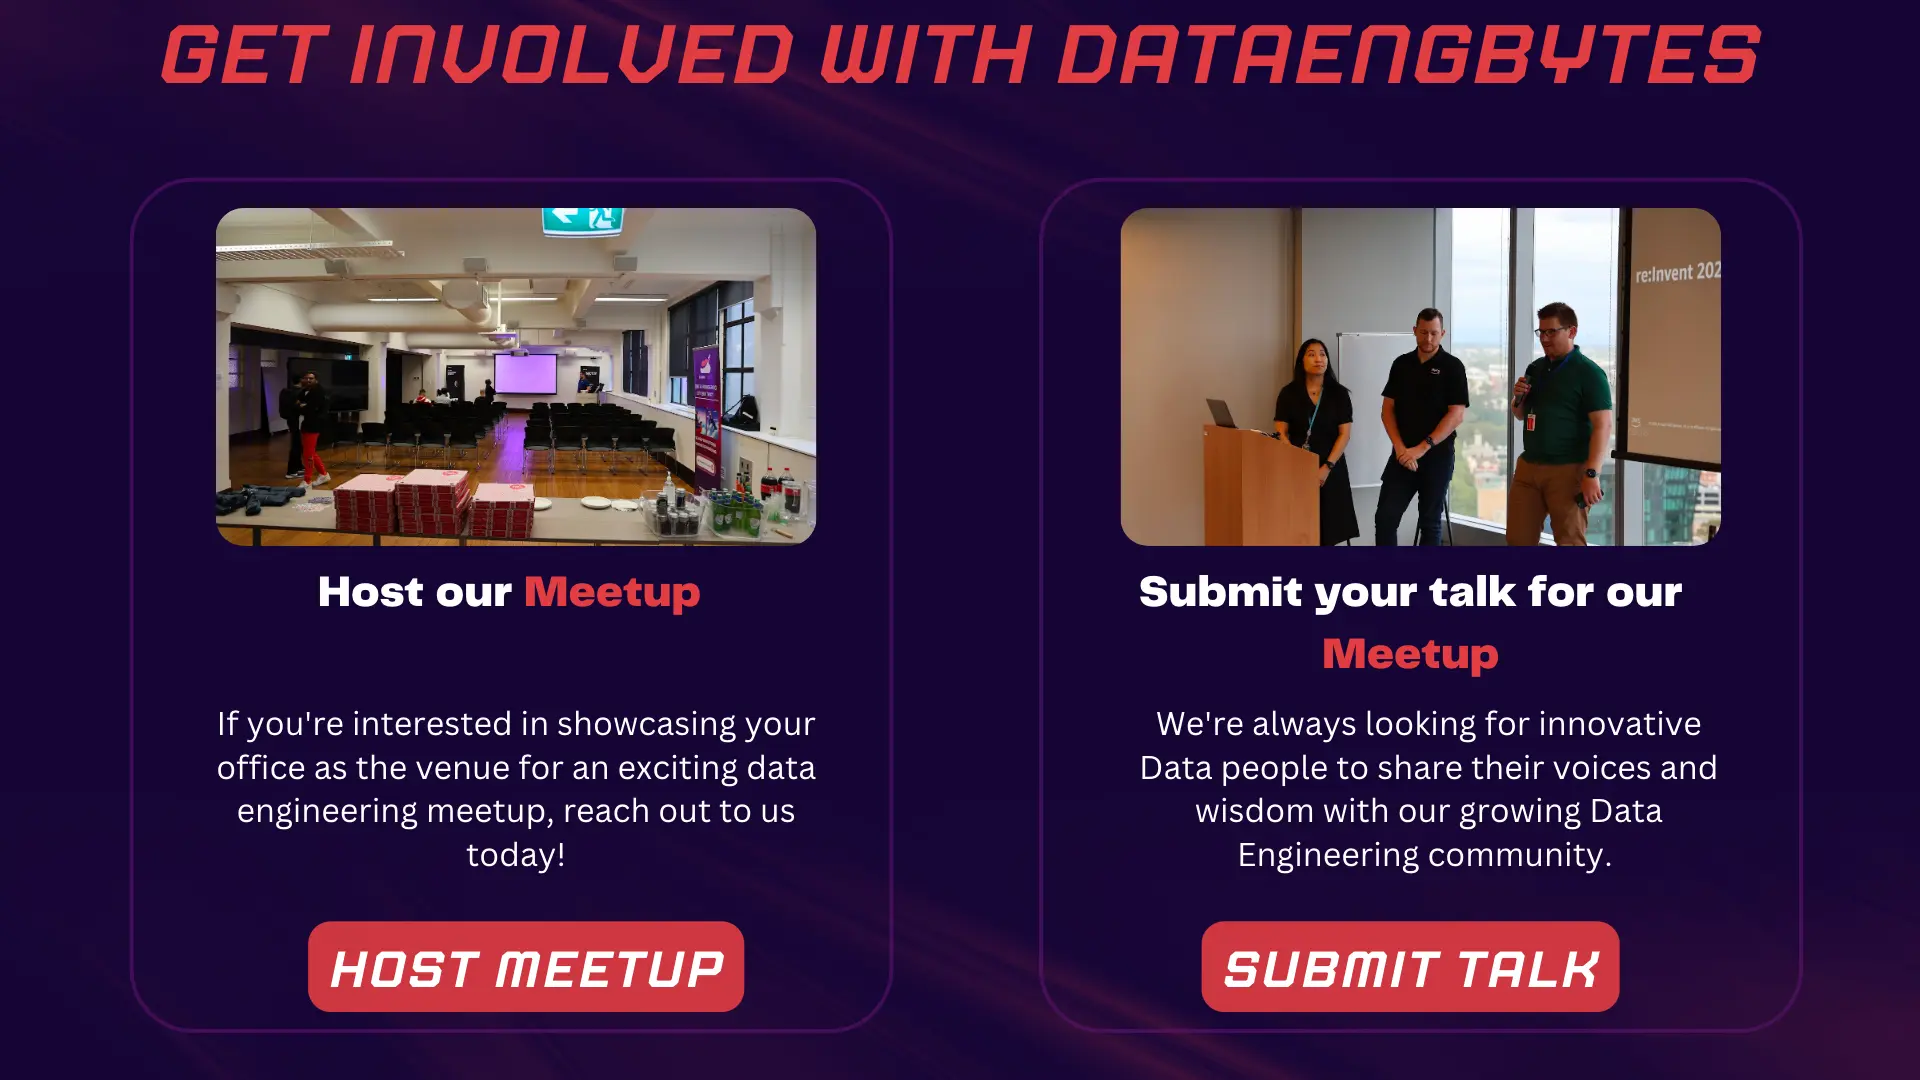 GET INVOLVED WITH DATAENGBYTES
re:Invent 202
Host our Meetup
If you're interested in showcasing your
office as the venue for an exciting data
engineering meetup, reach out to us
today!
HOST MEETUP
Submit your talk for our
Meetup
We're always looking for innovative
Data people to share their voices and
wisdom with our growing Data
Engineering community.
SUBMIT TALK